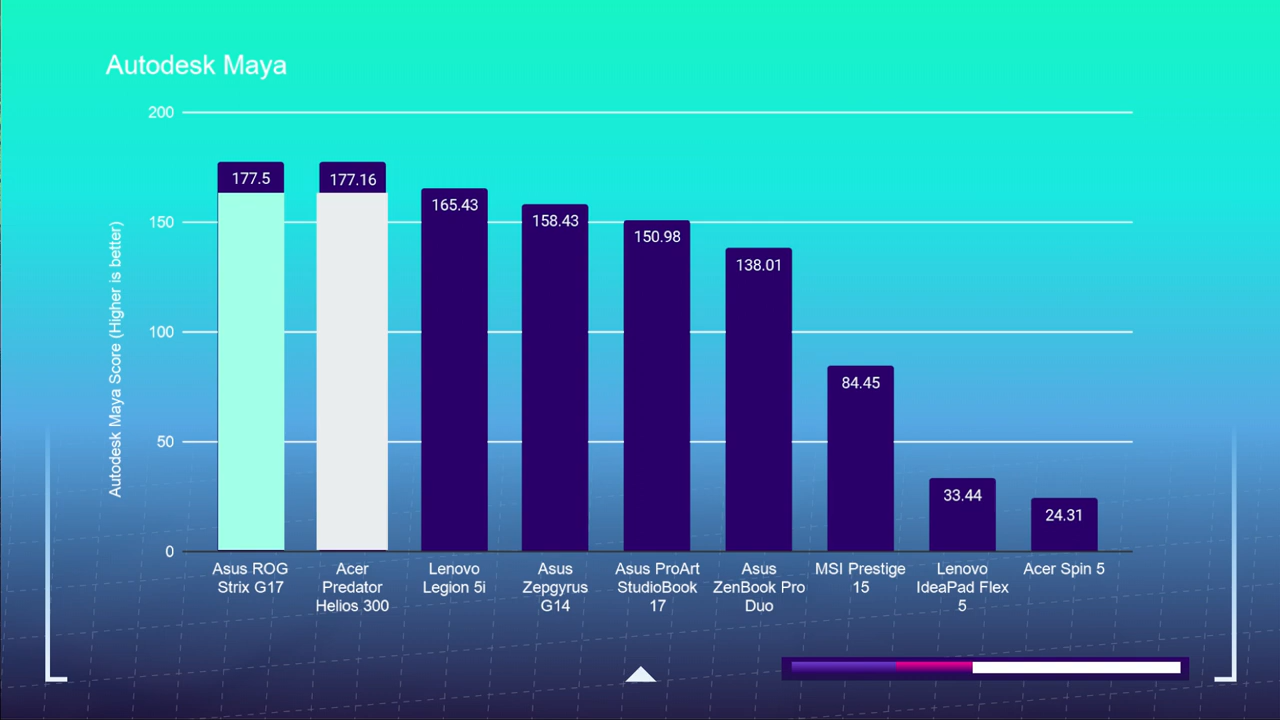 Autodesk Maya
Autodesk Maya Score (Higher is better)
200
150
100
50
0
177.5
177.16
165.43
158.43
150.98
138.01
84.45
33.44
24.31
Asus ROG
Strix G17
Acer
Predator
Helios 300
Lenovo
Legion 5i
Asus
Zepgyrus
G14
Asus ProArt
StudioBook
17
Asus
ZenBook Pro
Duo
MSI Prestige
15
Lenovo
IdeaPad Flex
5
Acer Spin 5